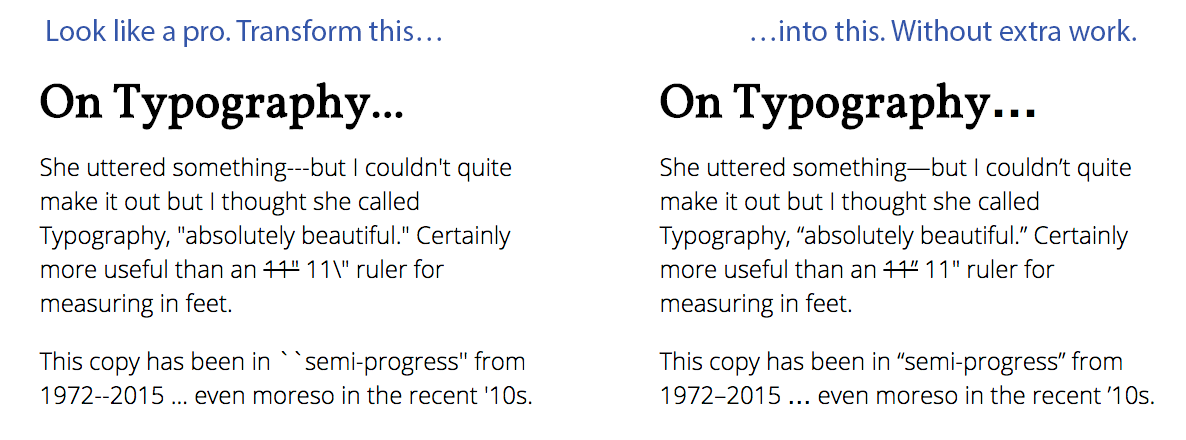 Look like a pro. Transform this…
On Typography...
She uttered something---but I couldn't quite
make it out but I thought she called
Typography, "absolutely beautiful." Certainly
more useful than an 11" 11\" ruler for
measuring in feet.
This copy has been in ``semi-progress" from
1972--2015 ... even moreso in the recent '10s.
…into this. Without extra work.
On Typography…
She uttered something—but I couldn’t quite
make it out but I thought she called
Typography, “absolutely beautiful.” Certainly
more useful than an 11” 11" ruler for
measuring in feet.
This copy has been in “semi-progress” from
1972–2015 … even moreso in the recent ’10s.